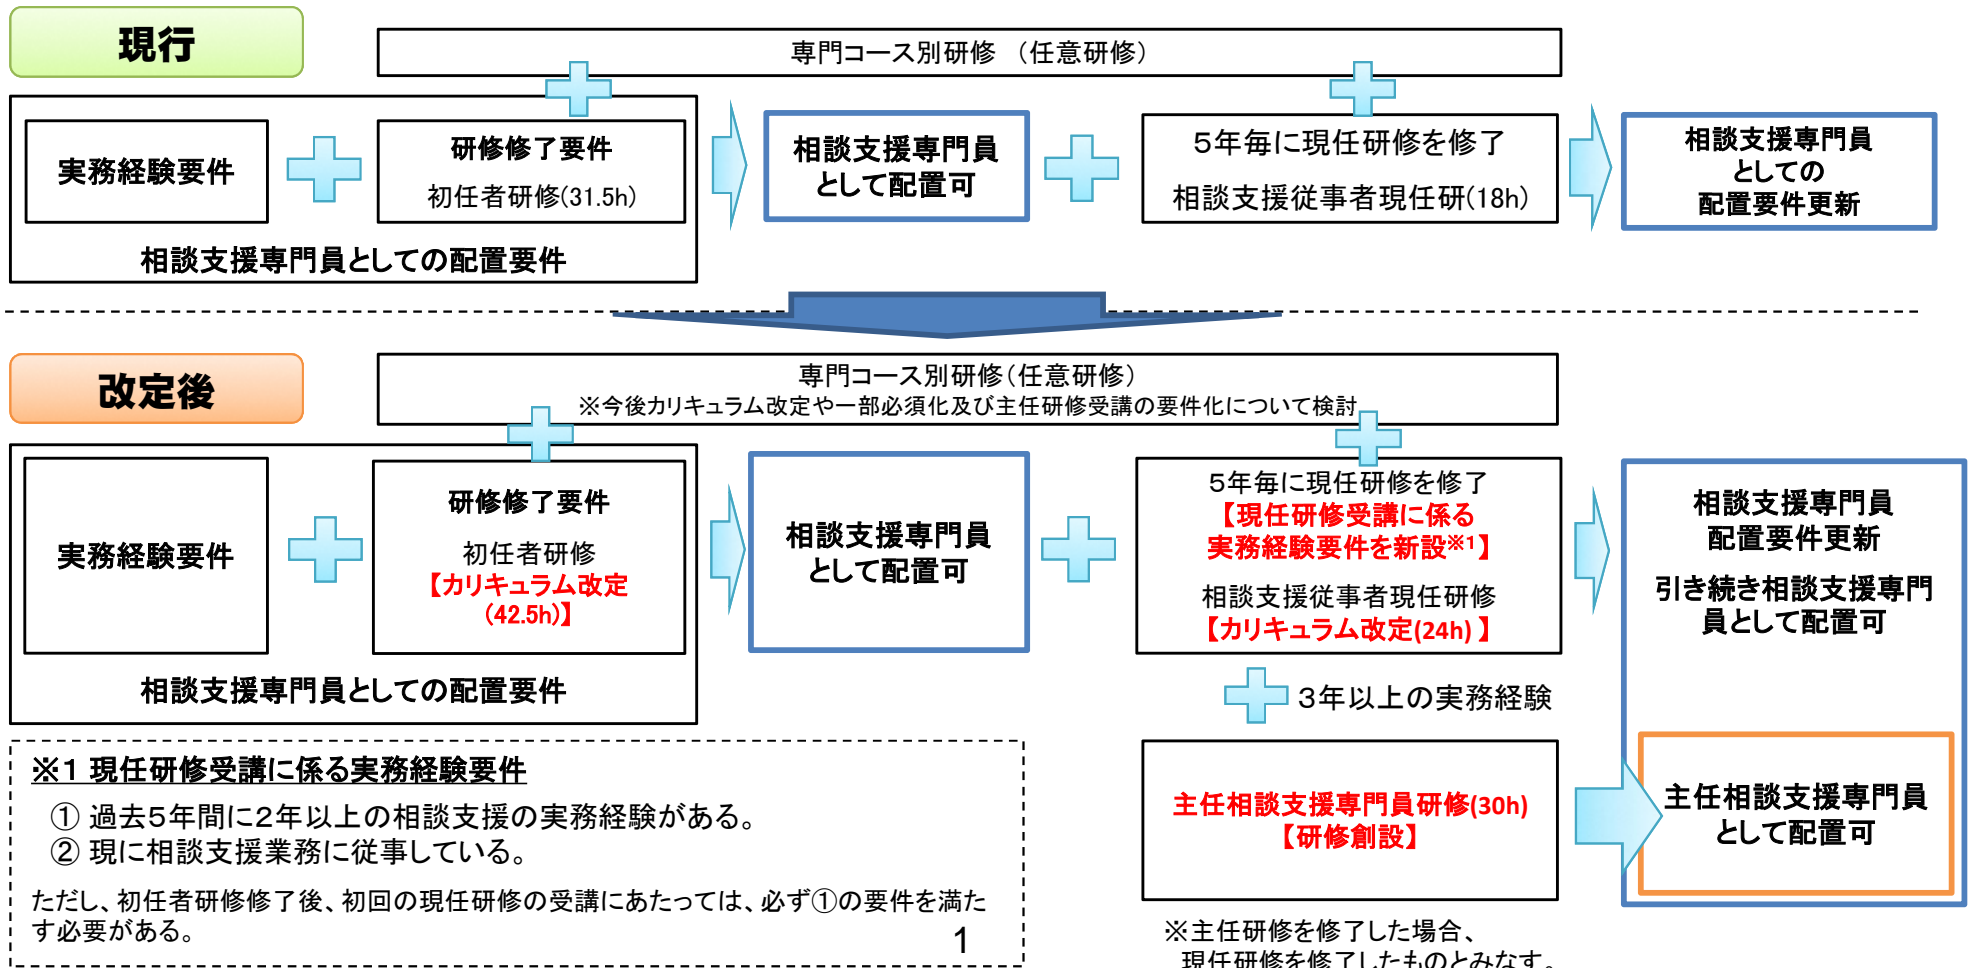 現行
専門コース別研修 (任意研修)
実務経験要件
研修修了要件
初任者研修(31.5h)
相談支援専門員としての配置要件
相談支援専門員
として配置可
5年毎に現任研修を修了
相談支援従事者現任研(18h)
相談支援専門員
としての
配置要件更新
改定後
専門コース別研修(任意研修)
※今後カリキュラム改定や一部必須化及び主任研修受講の要件化について検討
実務経験要件
研修修了要件
初任者研修
【カリキュラム改定
(42.5h)】
相談支援専門員としての配置要件
相談支援専門員
として配置可
5年毎に現任研修を修了
【現任研修受講に係る
実務経験要件を新設※1】
相談支援従事者現任研修
【カリキュラム改定(24h) 】
3年以上の実務経験
主任相談支援専門員研修(30h)
【研修創設】
※主任研修を修了した場合、
現任研修を修了したものとみなす。
相談支援専門員
配置要件更新
引き続き相談支援専門
員として配置可
主任相談支援専門員
として配置可
※1 現任研修受講に係る実務経験要件
① 過去5年間に2年以上の相談支援の実務経験がある。
② 現に相談支援業務に従事している。
ただし、初任者研修修了後、初回の現任研修の受講にあたっては、必ず①の要件を満た
す必要がある。
1